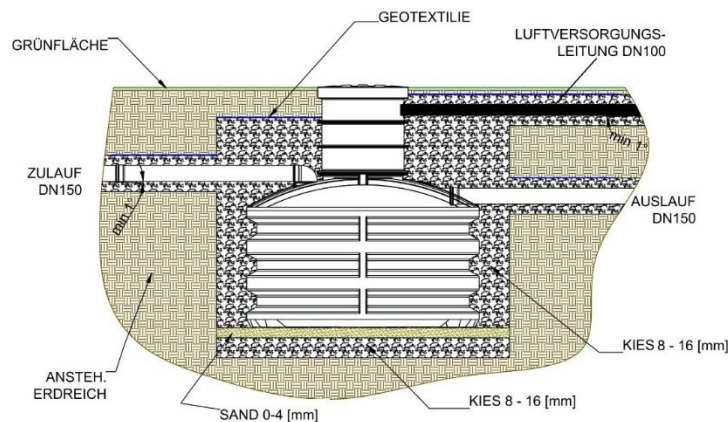 GEOTEXTILIE
LUFTVERSORGUNGS-
LEITUNG DN100
GRÜNFLÄCHE
min 1°
ZULAUF
DN150
min 1°
AUSLAUF
DN150
KIES 8 - 16 [mm]
ANSTEH.
ERDREICH
SAND 0-4 [mm]
KIES 8 - 16 [mm]